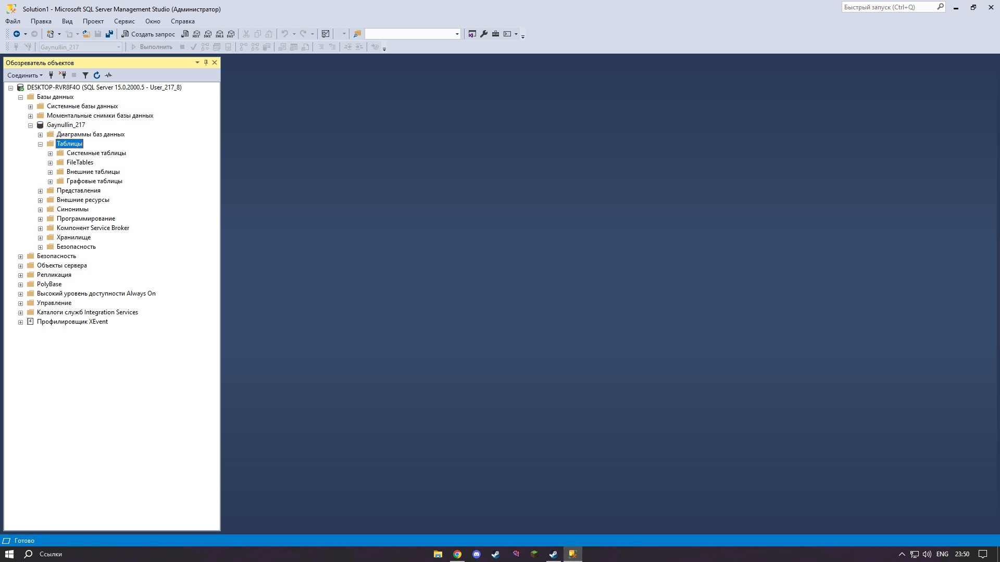 Solution1 - Microsoft SQL Server Management Studio (Администратор)
Быстрый запуск (Ctrl+Q)
Файл Правка Вид Проект Сервис Окно Справка
Создать запрос MDX DMX XMLA DAX
Gaynullin_217 Выполнить
Обозреватель объектов
Соединить
DESKTOP-RVR8F4O (SQL Server 15.0.2000.5 - User_217_8)
Базы данных
Системные базы данных
Моментальные снимки базы данных
Gaynullin_217
Диаграммы баз данных
Таблицы
Системные таблицы
FileTables
Внешние таблицы
Графовые таблицы
Представления
Внешние ресурсы
Синонимы
Программирование
Компонент Service Broker
Хранилище
Безопасность
Безопасность
Объекты сервера
Репликация
PolyBase
Высокий уровень доступности Always On
Управление
Каталоги служб Integration Services
Профилировщик XEvent
Готово
Ссылки
ENG 23:50